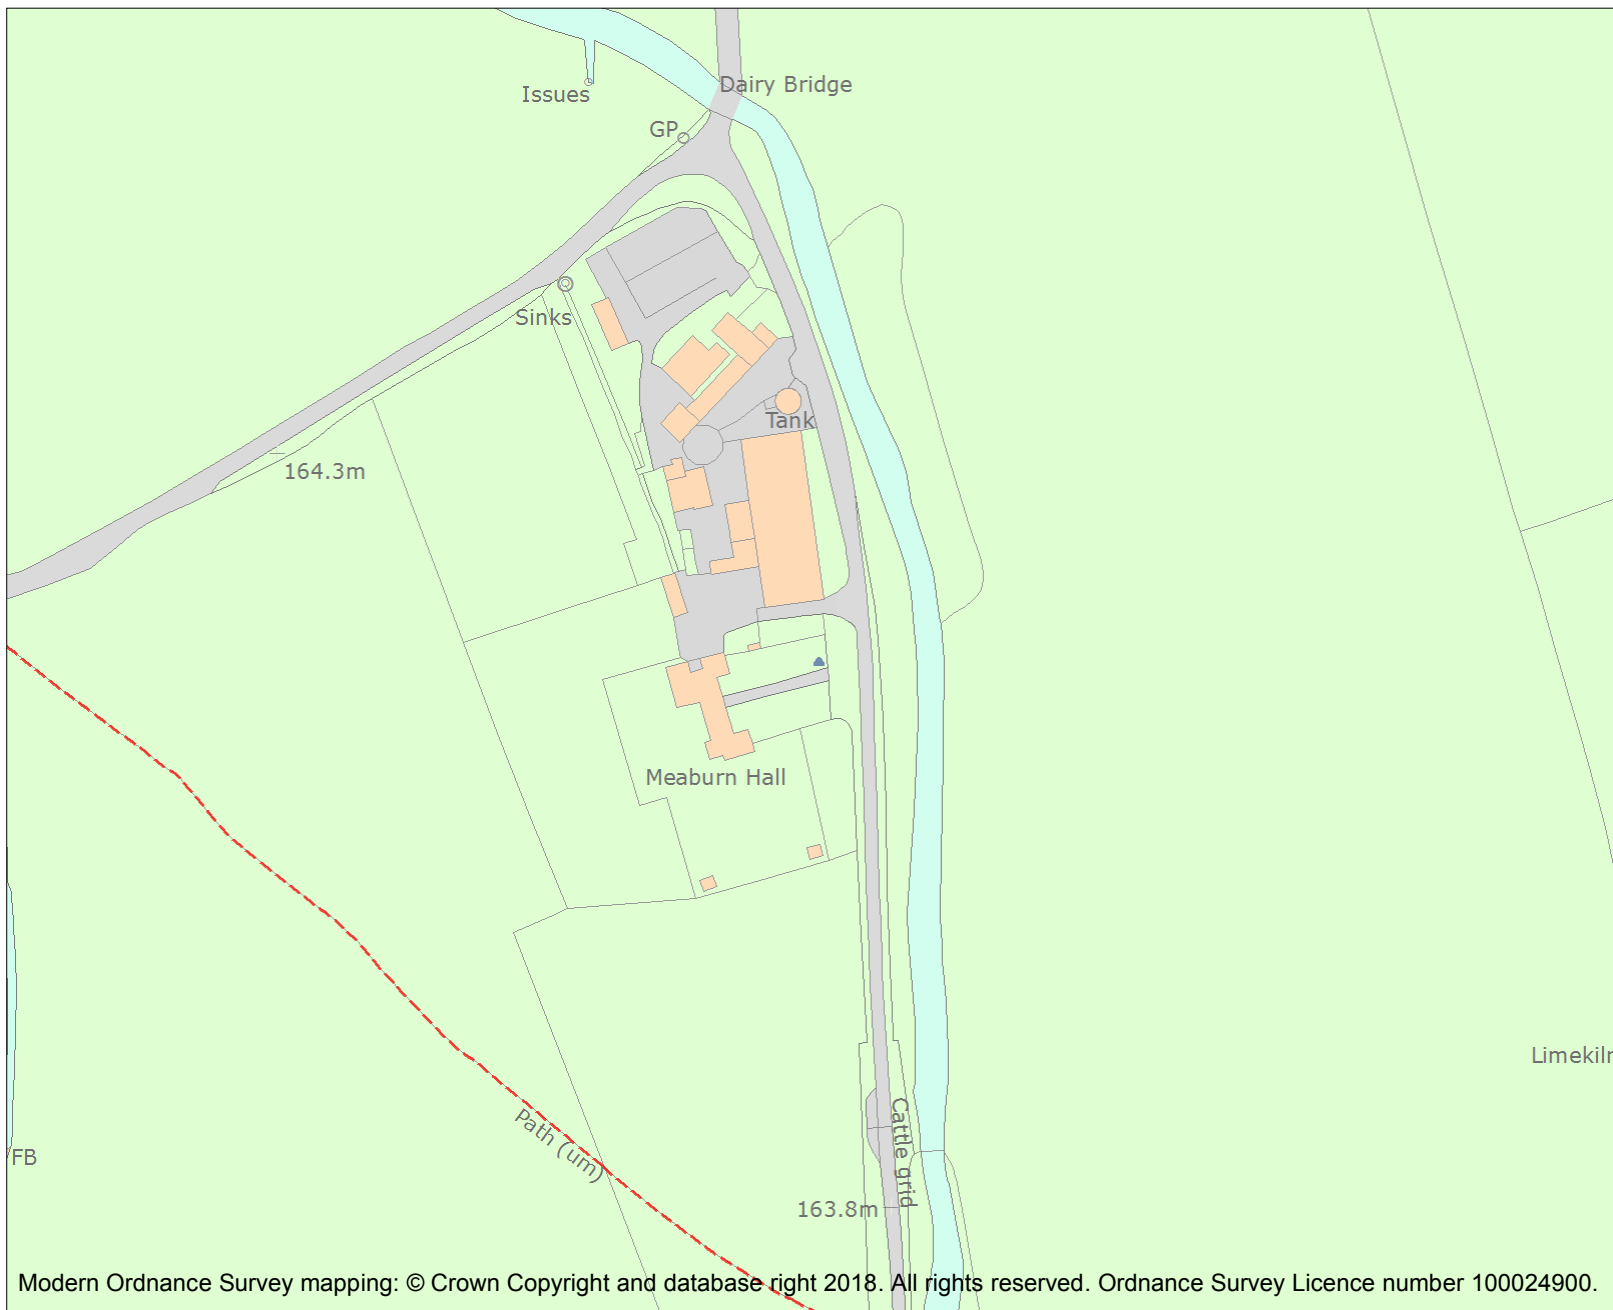 Dairy Bridge
Issues
GP
Sinks
Tank
164.3m
Meaburn Hall
Limekiln
Path (um)
Cattle grid
FB
163.8m
Modern Ordnance Survey mapping: © Crown Copyright and database right 2018. All rights reserved. Ordnance Survey Licence number 100024900.